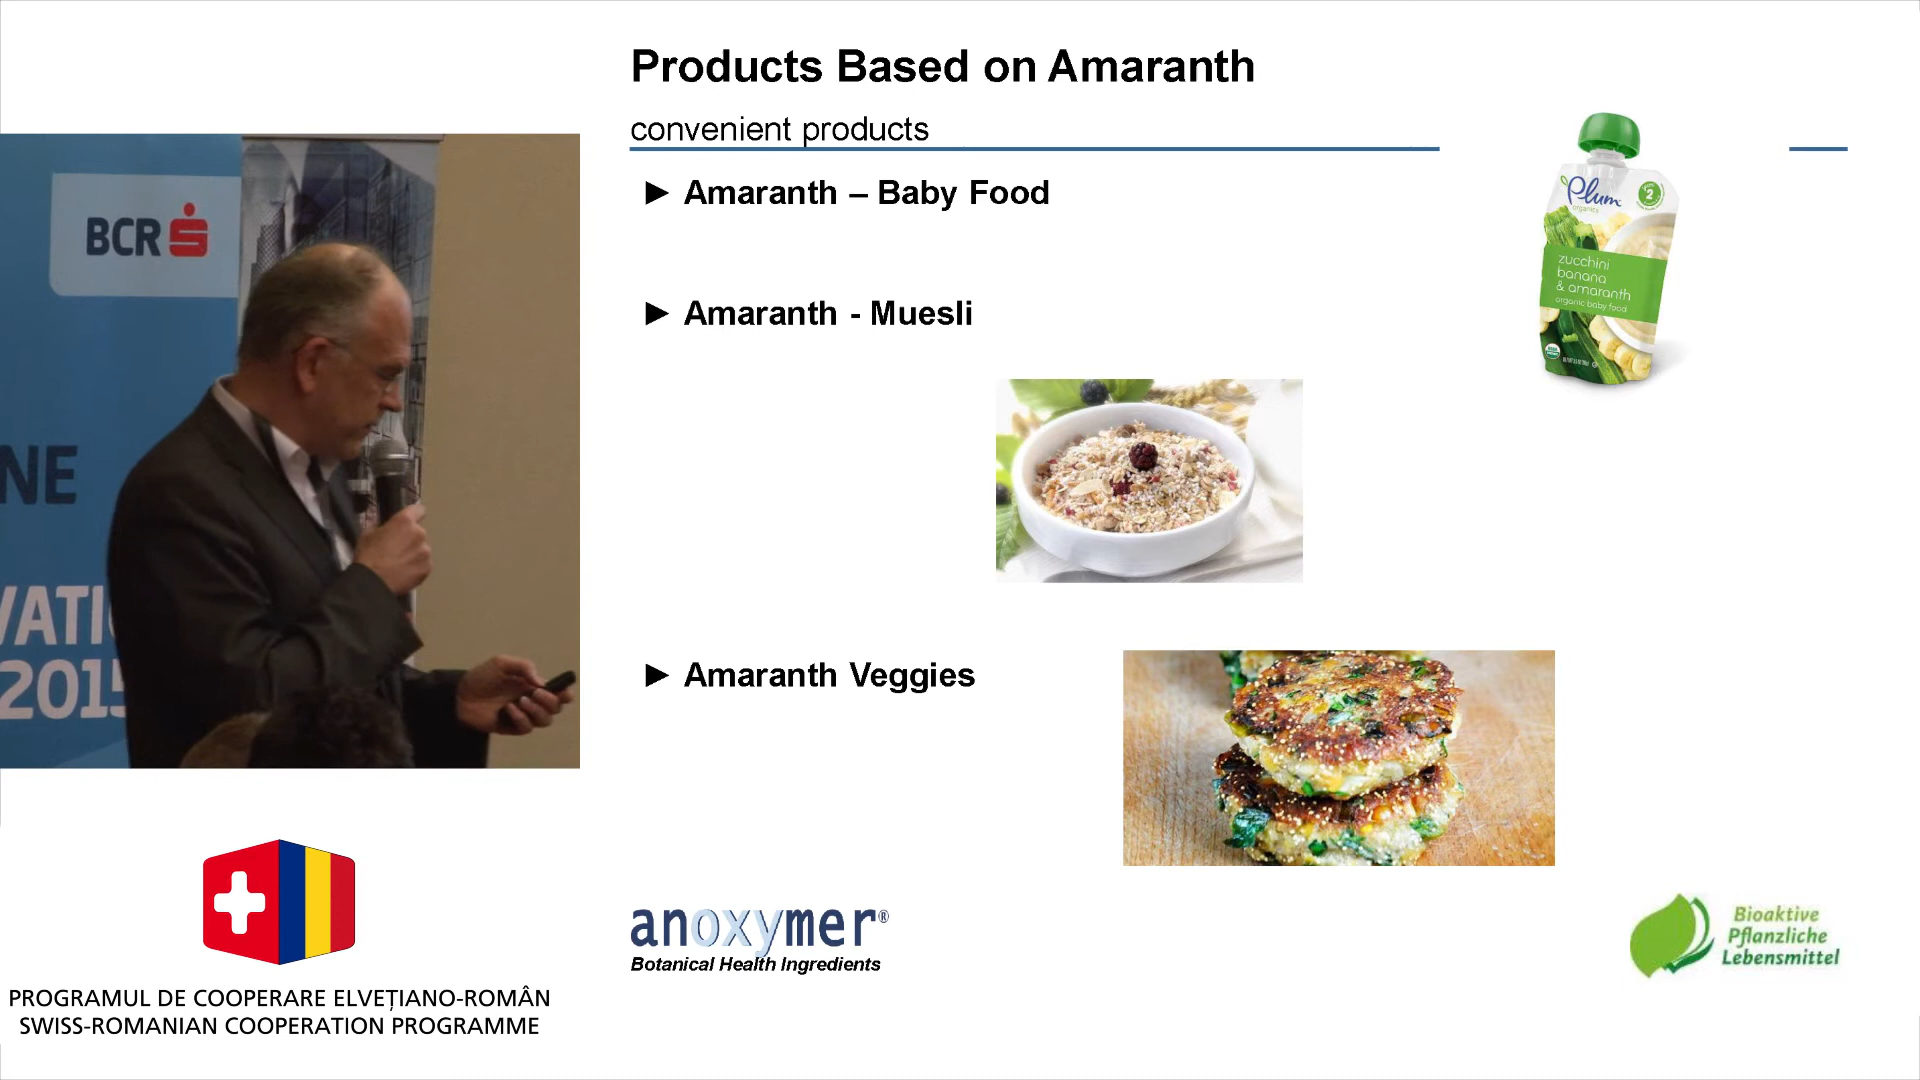 Products Based on Amaranth
convenient products
► Amaranth – Baby Food
► Amaranth - Muesli
► Amaranth Veggies
Plum
organics
2
zucchini
banana
& amaranth
organic baby food
BCR
NE
VATI
2015
anoxymer®
Botanical Health Ingredients
Bioaktive
Pflanzliche
Lebensmittel
PROGRAMUL DE COOPERARE ELVEȚIANO-ROMÂN
SWISS-ROMANIAN COOPERATION PROGRAMME